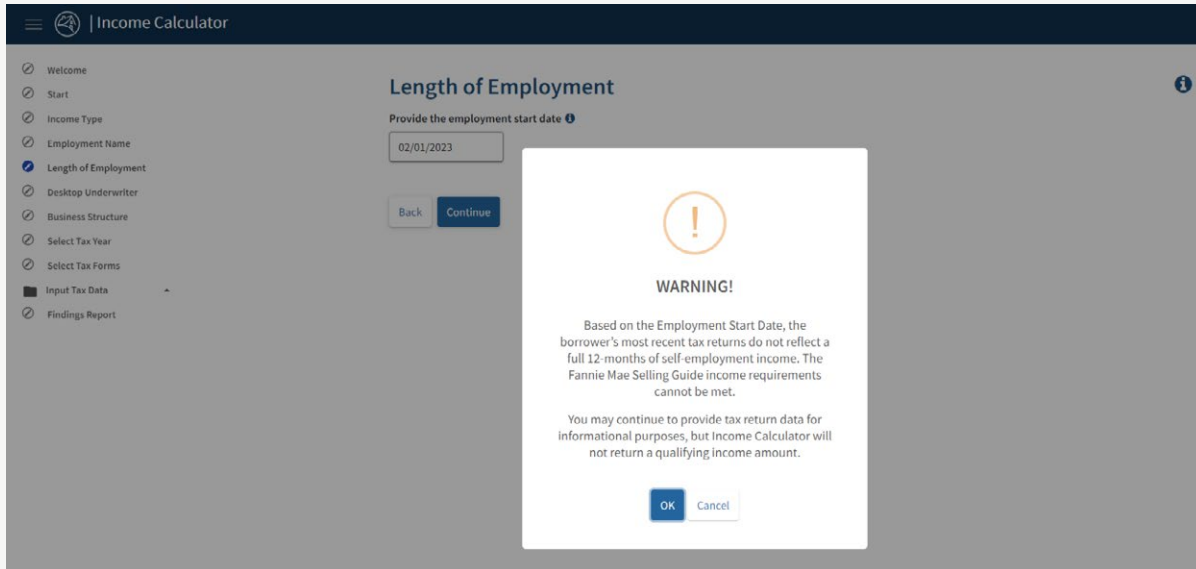 | Income Calculator
Welcome
Start
Income Type
Employment Name
Length of Employment
Desktop Underwriter
Business Structure
Select Tax Year
Select Tax Forms
Input Tax Data
Findings Report
Length of Employment
Provide the employment start date
02/01/2023
Back Continue
WARNING!
Based on the Employment Start Date, the
borrower's most recent tax returns do not reflect a
full 12-months of self-employment income. The
Fannie Mae Selling Guide income requirements
cannot be met.
You may continue to provide tax return data for
informational purposes, but Income Calculator will
not return a qualifying income amount.
OK Cancel